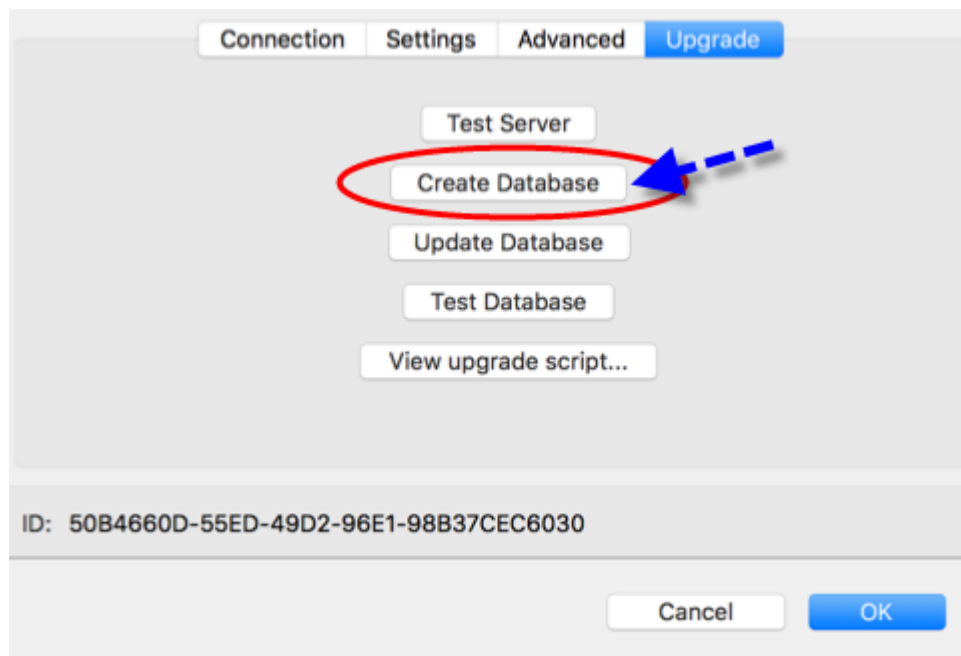 Connection Settings Advanced Upgrade
Test Server
Create Database
Update Database
Test Database
View upgrade script...
ID: 50B4660D-55ED-49D2-96E1-98B37CEC6030
Cancel OK